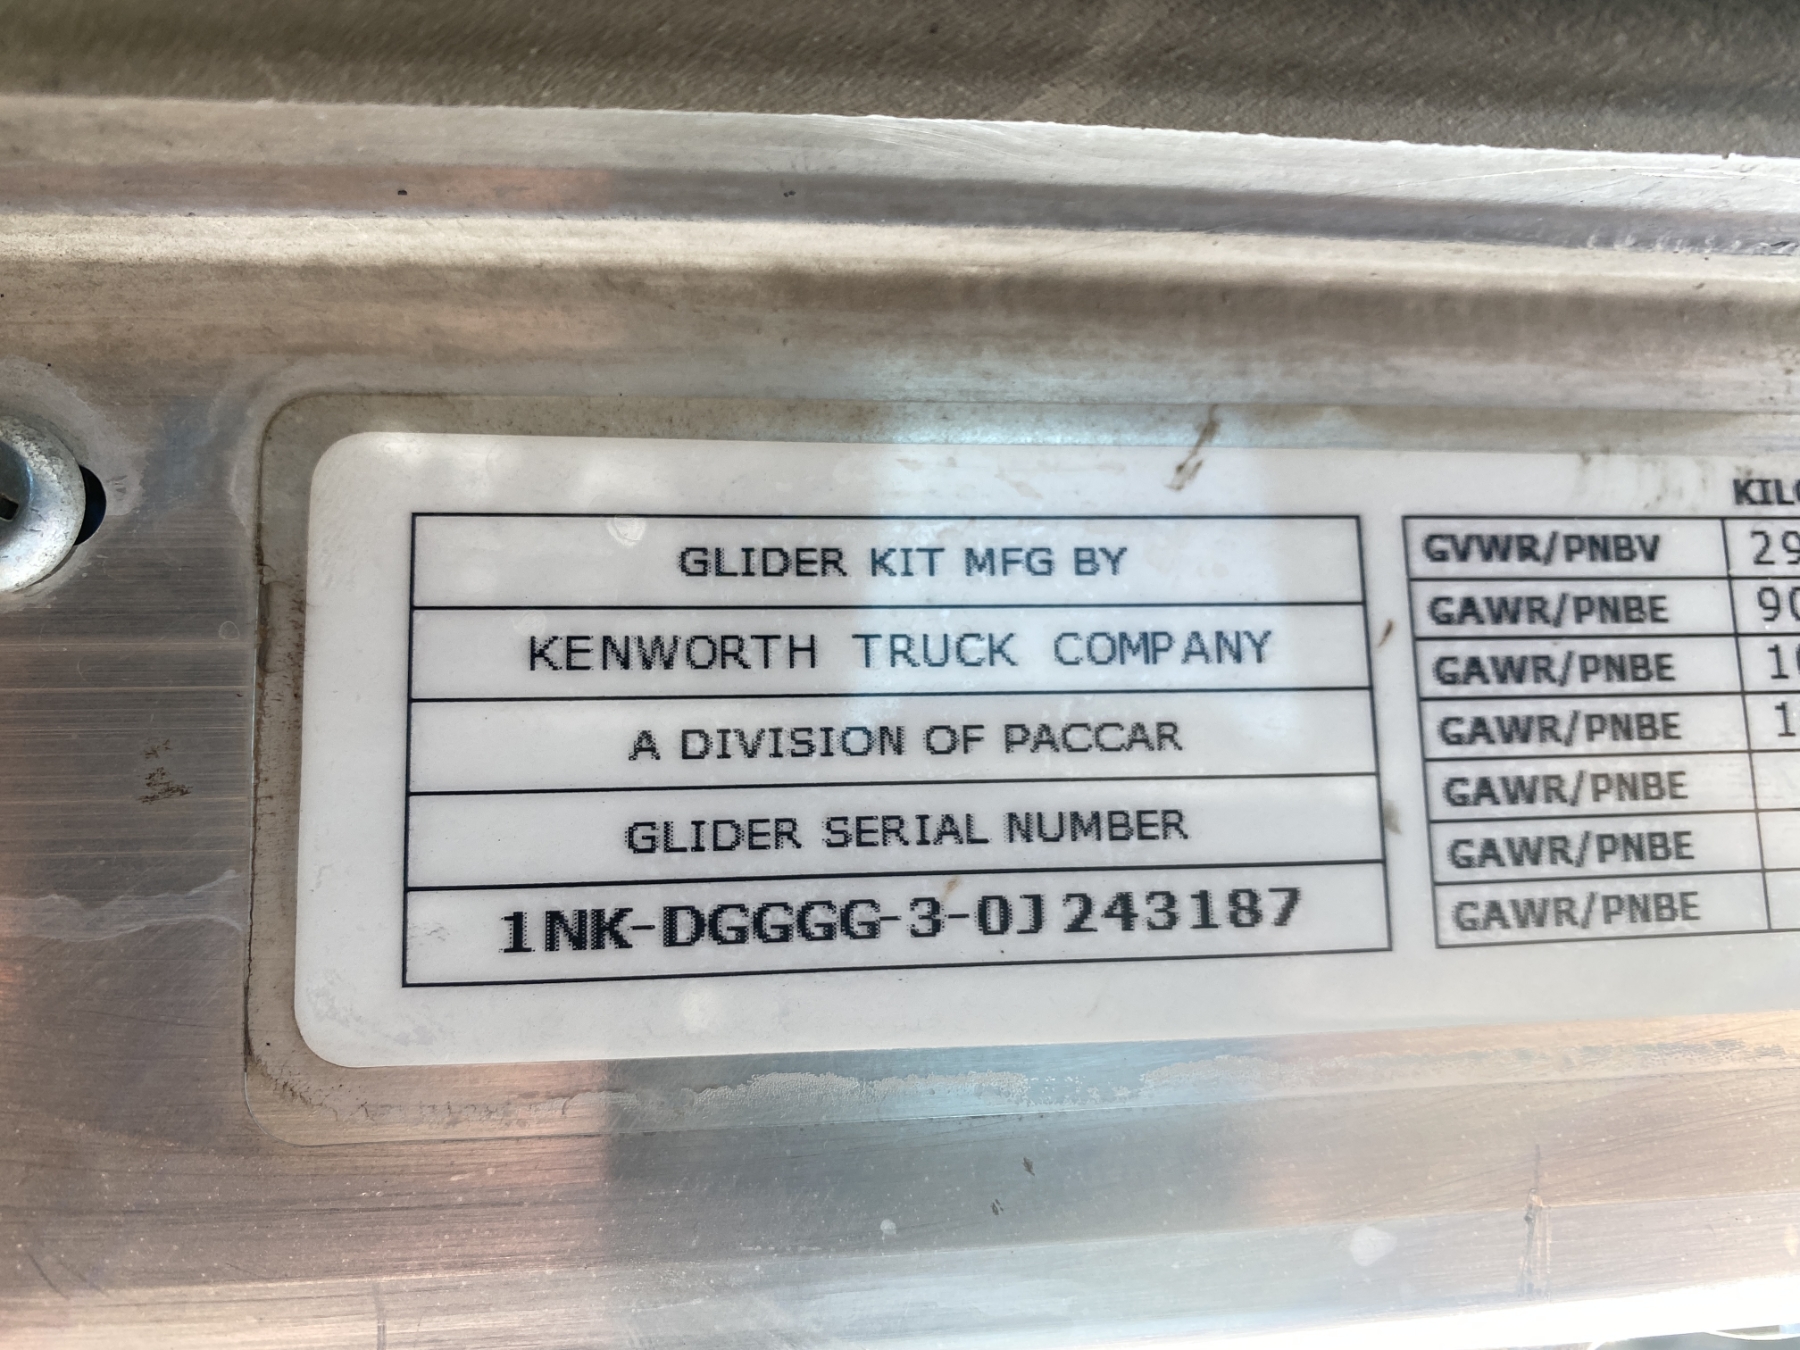 GLIDER KIT MFG BY
KENWORTH TRUCK COMPANY
A DIVISION OF PACCAR
GLIDER SERIAL NUMBER
1NK-DGGGG-3-0J243187
GVWR/PNBV
GAWR/PNBE
GAWR/PNBE
GAWR/PNBE
GAWR/PNBE
GAWR/PNBE
GAWR/PNBE